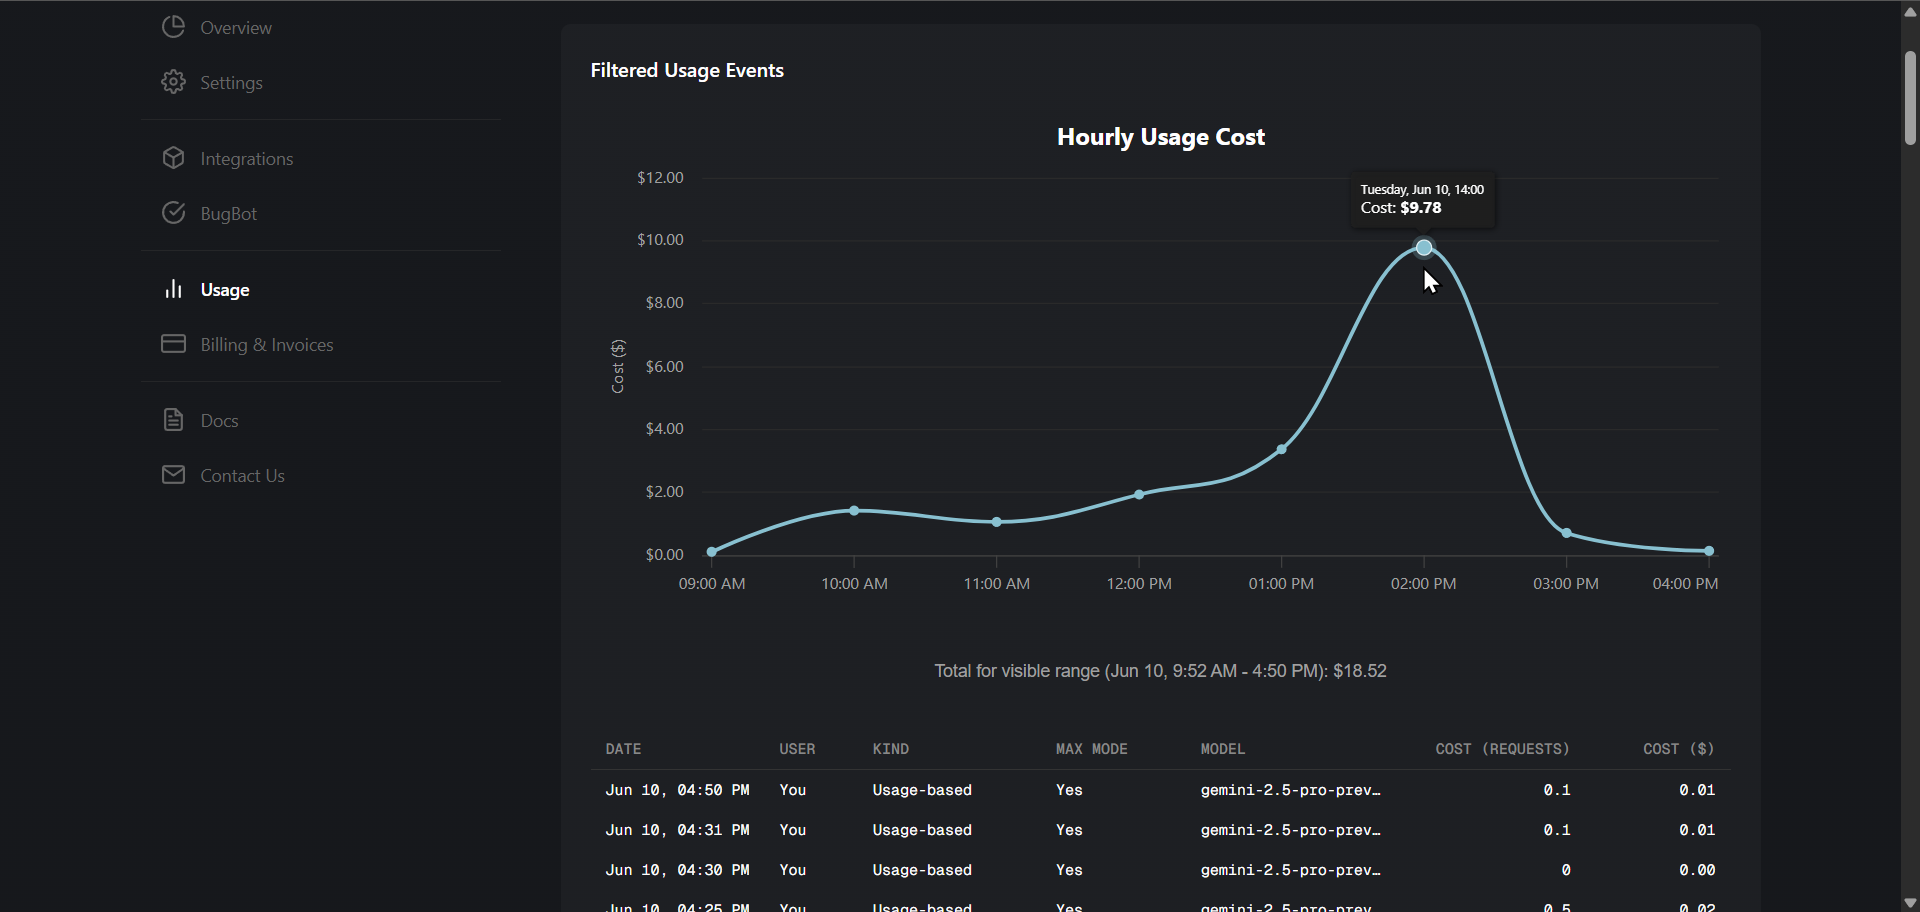 Overview
Settings
Integrations
BugBot
Usage
Billing & Invoices
Docs
Contact Us
Filtered Usage Events
Hourly Usage Cost
Tuesday, Jun 10, 14:00
Cost: $9.78
Cost ($)
$12.00
$10.00
$8.00
$6.00
$4.00
$2.00
$0.00
09:00 AM 10:00 AM 11:00 AM 12:00 PM 01:00 PM 02:00 PM 03:00 PM 04:00 PM
Total for visible range (Jun 10, 9:52 AM - 4:50 PM): $18.52
DATE USER KIND MAX MODE MODEL COST (REQUESTS) COST ($)
Jun 10, 04:50 PM You Usage-based Yes gemini-2.5-pro-prev… 0.1 0.01
Jun 10, 04:31 PM You Usage-based Yes gemini-2.5-pro-prev… 0.1 0.01
Jun 10, 04:30 PM You Usage-based Yes gemini-2.5-pro-prev… 0 0.00
Jun 10, 04:25 PM You Usage-based Yes gemini-2.5-pro-prev… 0.5 0.02